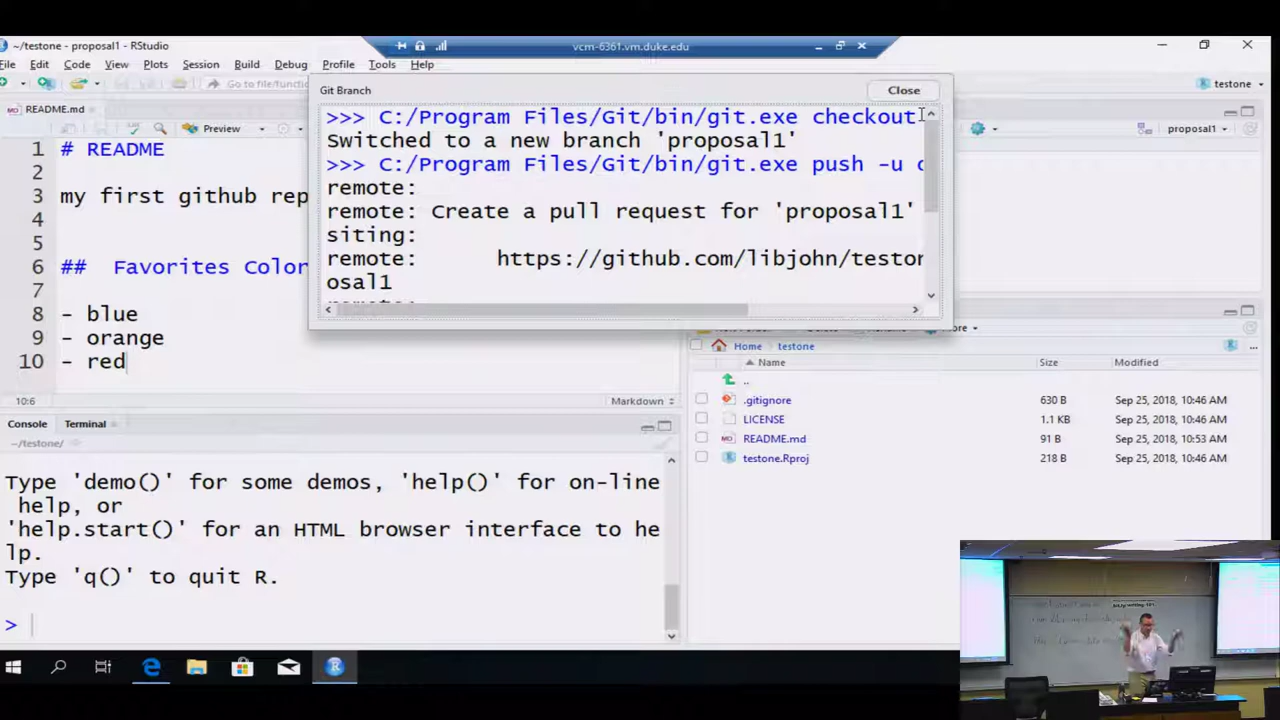 ~/testone - proposal1 - RStudio
vcm-6361.vm.duke.edu
File Edit Code View Plots Session Build Debug Profile Tools Help
Go to file/function
testone
README.md
Preview
1 # README
2
3 my first github rep
4
5
6 ## Favorites Color
7
8 - blue
9 - orange
10 - red
10:6
Markdown
Git Branch
Close
>>> C:/Program Files/Git/bin/git.exe checkout
Switched to a new branch 'proposal1'
>>> C:/Program Files/Git/bin/git.exe push -u
remote:
remote: Create a pull request for 'proposal1'
siting:
remote:      https://github.com/libjohn/teston
osal1
proposal1
Home testone
Name Size Modified
..
.gitignore 630 B Sep 25, 2018, 10:46 AM
LICENSE 1.1 KB Sep 25, 2018, 10:46 AM
README.md 91 B Sep 25, 2018, 10:53 AM
testone.Rproj 218 B Sep 25, 2018, 10:46 AM
Console Terminal
~/testone/
Type 'demo()' for some demos, 'help()' for on-line
help, or
'help.start()' for an HTML browser interface to he
lp.
Type 'q()' to quit R.
>